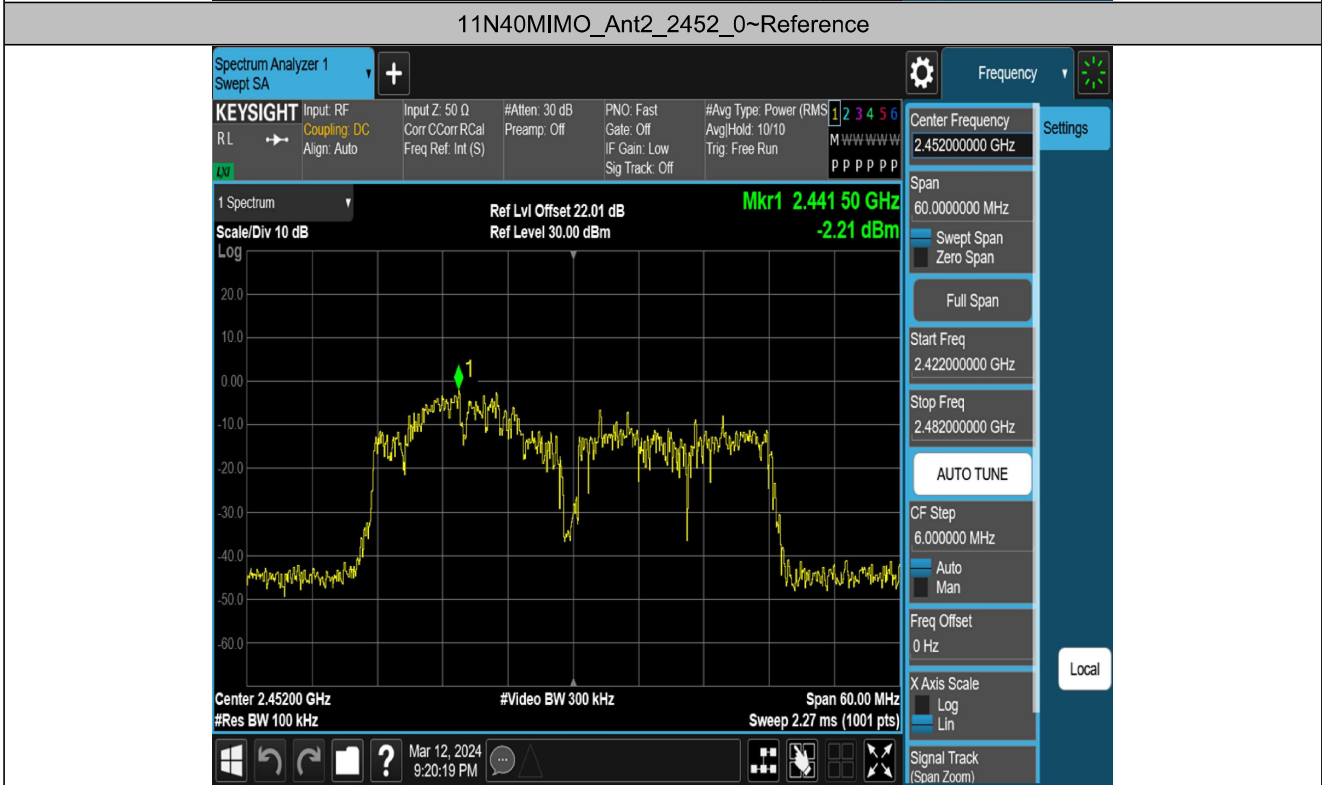 11N40MIMO_Ant2_2452_0~Reference
Spectrum Analyzer 1
Swept SA
+
Frequency
KEYSIGHT
RL
LXI
Input: RF
Coupling: DC
Align: Auto
Input Z: 50 Ω
Corr CCorr RCal
Freq Ref: Int (S)
#Atten: 30 dB
Preamp: Off
PNO: Fast
Gate: Off
IF Gain: Low
Sig Track: Off
#Avg Type: Power (RMS
Avg|Hold: 10/10
Trig: Free Run
1 2 3 4 5 6
M W W W W W
P P P P P P
1 Spectrum
Scale/Div 10 dB
Log
Ref Lvl Offset 22.01 dB
Ref Level 30.00 dBm
Mkr1 2.441 50 GHz
-2.21 dBm
20.0
10.0
0.00
-10.0
-20.0
-30.0
-40.0
-50.0
-60.0
1
Center 2.45200 GHz
#Res BW 100 kHz
#Video BW 300 kHz
Span 60.00 MHz
Sweep 2.27 ms (1001 pts)
Mar 12, 2024
9:20:19 PM
?
Center Frequency
2.452000000 GHz
Settings
Span
60.0000000 MHz
Swept Span
Zero Span
Full Span
Start Freq
2.422000000 GHz
Stop Freq
2.482000000 GHz
AUTO TUNE
CF Step
6.000000 MHz
Auto
Man
Freq Offset
0 Hz
X Axis Scale
Log
Lin
Local
Signal Track
(Span Zoom)